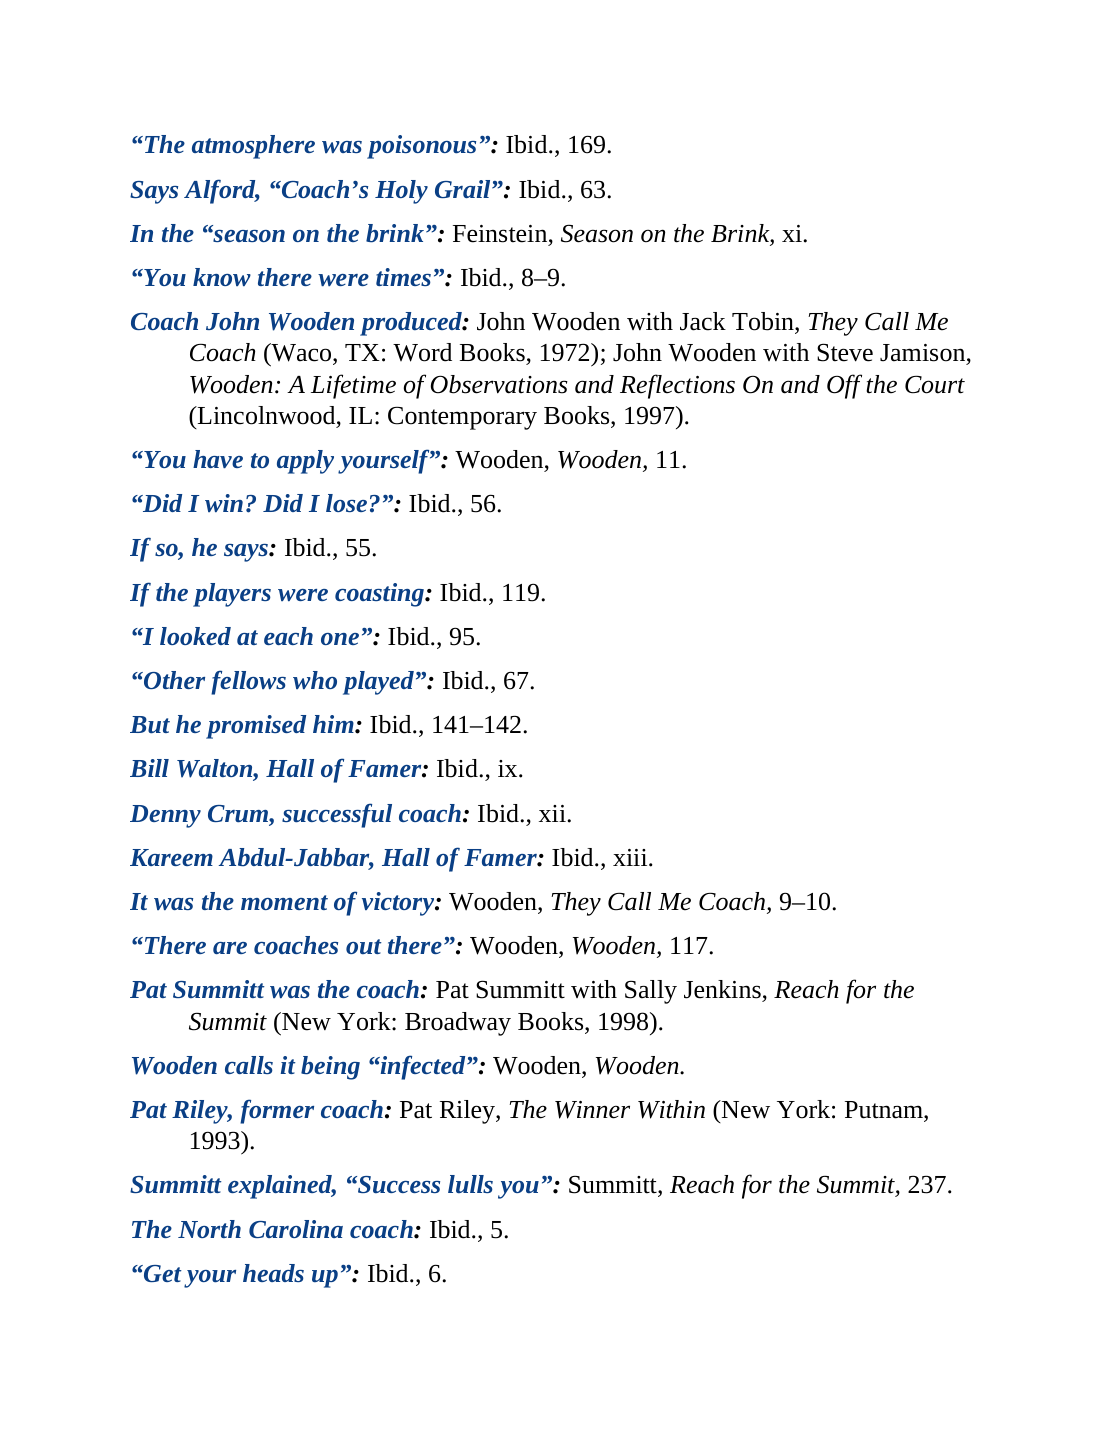 “The atmosphere was poisonous”: Ibid., 169.
Says Alford, “Coach’s Holy Grail”: Ibid., 63.
In the “season on the brink”: Feinstein, Season on the Brink, xi.
“You know there were times”: Ibid., 8–9.
Coach John Wooden produced: John Wooden with Jack Tobin, They Call Me
Coach (Waco, TX: Word Books, 1972); John Wooden with Steve Jamison,
Wooden: A Lifetime of Observations and Reflections On and Off the Court
(Lincolnwood, IL: Contemporary Books, 1997).
“You have to apply yourself”: Wooden, Wooden, 11.
“Did I win? Did I lose?”: Ibid., 56.
If so, he says: Ibid., 55.
If the players were coasting: Ibid., 119.
“I looked at each one”: Ibid., 95.
“Other fellows who played”: Ibid., 67.
But he promised him: Ibid., 141–142.
Bill Walton, Hall of Famer: Ibid., ix.
Denny Crum, successful coach: Ibid., xii.
Kareem Abdul-Jabbar, Hall of Famer: Ibid., xiii.
It was the moment of victory: Wooden, They Call Me Coach, 9–10.
“There are coaches out there”: Wooden, Wooden, 117.
Pat Summitt was the coach: Pat Summitt with Sally Jenkins, Reach for the
Summit (New York: Broadway Books, 1998).
Wooden calls it being “infected”: Wooden, Wooden.
Pat Riley, former coach: Pat Riley, The Winner Within (New York: Putnam,
1993).
Summitt explained, “Success lulls you”: Summitt, Reach for the Summit, 237.
The North Carolina coach: Ibid., 5.
“Get your heads up”: Ibid., 6.